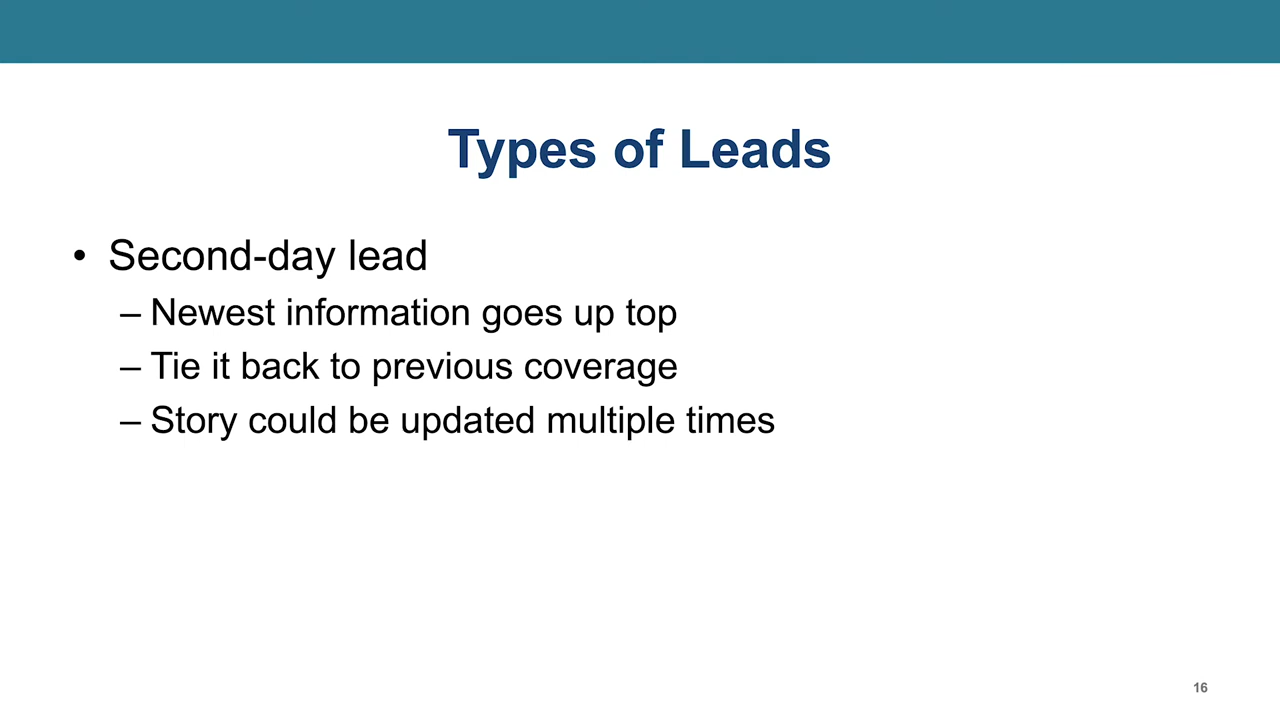 Types of Leads
• Second-day lead
– Newest information goes up top
– Tie it back to previous coverage
– Story could be updated multiple times
16